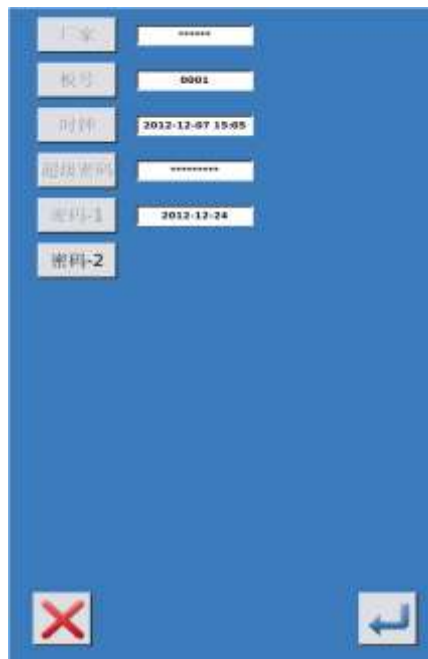 厂家 ******
板号 0001
时钟 2012-12-07 15:05
超级密码 *********
密码-1 2012-12-24
密码-2